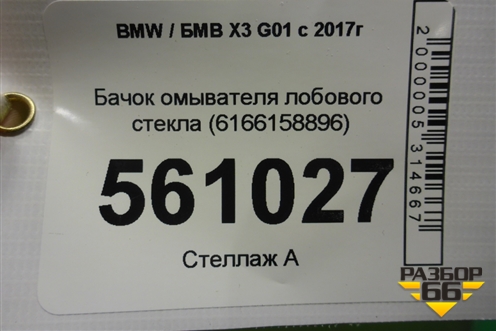 BMW / БМВ X3 G01 с 2017г
Бачок омывателя лобового
стекла (6166158896)
561027
Стеллаж А
2000005314667
РАЗБОР
66